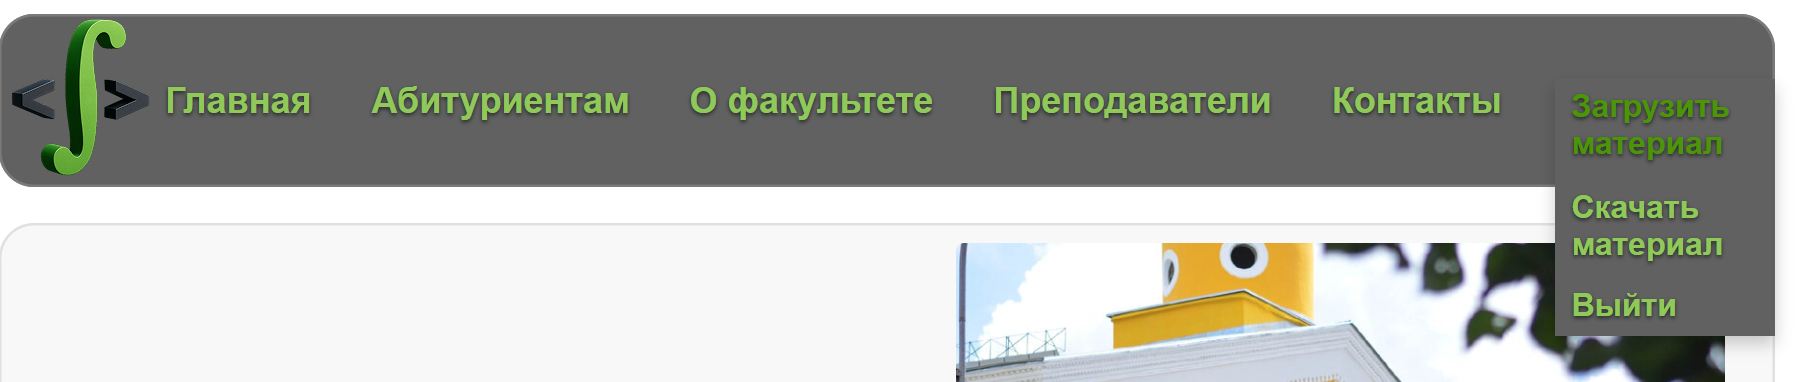 Главная Абитуриентам О факультете Преподаватели Контакты
Загрузить
материал
Скачать
материал
Выйти